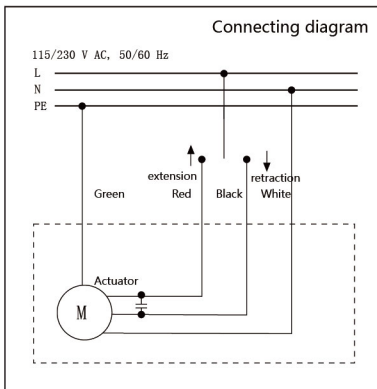 Connecting diagram
115/230 V AC, 50/60 Hz
L
N
PE
extension
retraction
Green
Red
Black
White
Actuator
M